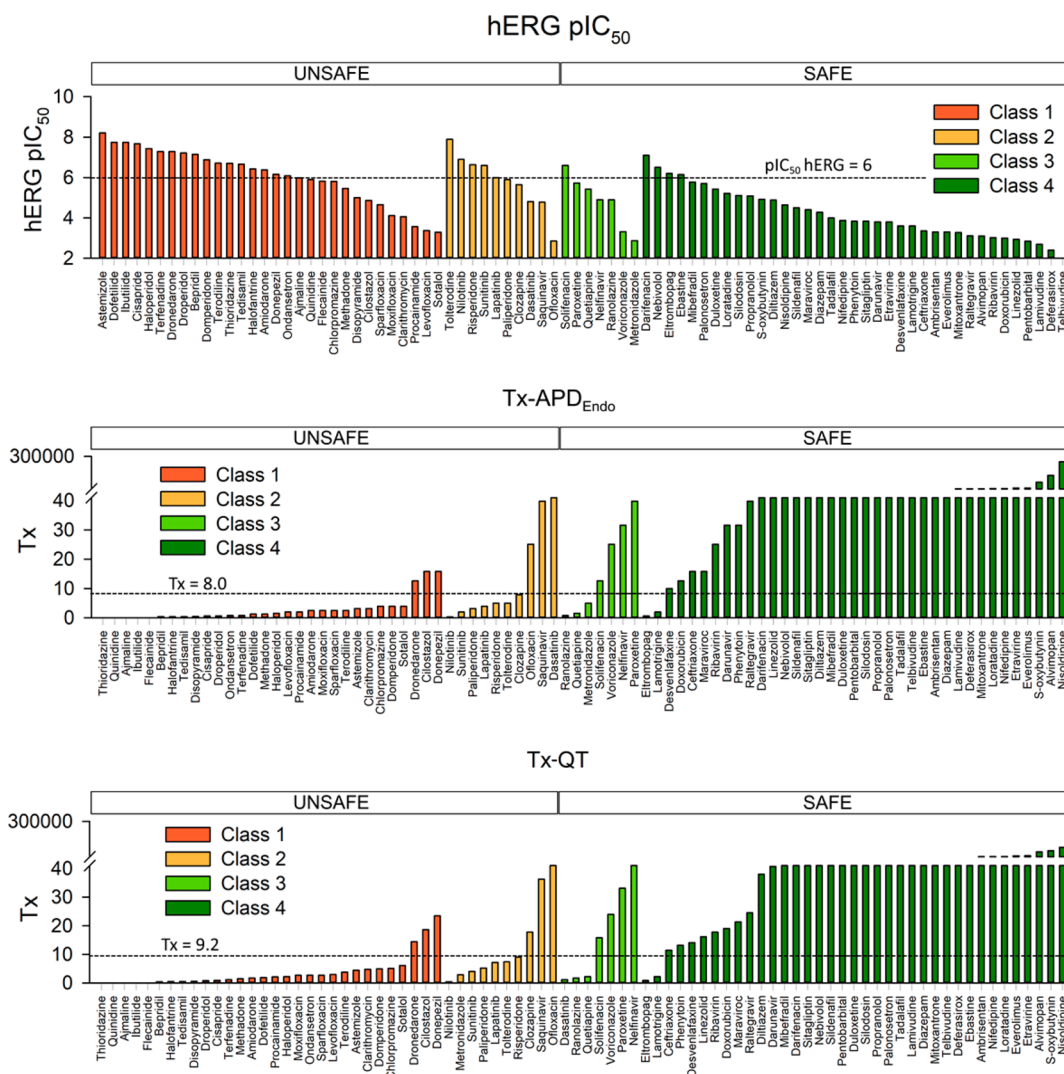 hERG pIC50
UNSAFE
SAFE
10
8
6
4
2
hERG pIC50
Class 1
Class 2
Class 3
Class 4
pIC50 hERG = 6
Astemizole
Dofetilide
Ibutilide
Cisapride
Haloperidol
Terfenadine
Dronedarone
Droperidol
Bepridil
Domperidone
Terodiline
Thioridazine
Tedisamil
Halofantrine
Amiodarone
Donepezil
Ondansetron
Ajmaline
Quinidine
Flecainide
Chlorpromazine
Methadone
Disopyramide
Cilostazol
Sparfloxacin
Moxifloxacin
Clarithromycin
Procainamide
Levofloxacin
Sotalol
Tolterodine
Nilotinib
Risperidone
Sunitinib
Lapatinib
Paliperidone
Clozapine
Dasatinib
Saquinavir
Ofloxacin
Solifenacin
Paroxetine
Quetiapine
Nelfinavir
Ranolazine
Voriconazole
Metronidazole
Darifenacin
Nebivolol
Eltrombopag
Ebastine
Mibefradil
Palonosetron
Duloxetine
Loratadine
Silodosin
Propranolol
S-oxybutynin
Diltiazem
Nisoldipine
Sildenafil
Maraviroc
Diazepam
Tadalafil
Nifedipine
Phenytoin
Sitagliptin
Darunavir
Etravirine
Desvenlafaxine
Lamotrigine
Ceftriaxone
Ambrisentan
Everolimus
Mitoxantrone
Raltegravir
Alvimopan
Ribavirin
Doxorubicin
Linezolid
Pentobarbital
Lamivudine
Deferasirox
Telbivudine
Tx-APDEndo
UNSAFE
SAFE
300000
40
30
20
10
0
Tx
Class 1
Class 2
Class 3
Class 4
Tx = 8.0
Thioridazine
Quinidine
Ajmaline
Ibutilide
Flecainide
Bepridil
Halofantrine
Tedisamil
Disopyramide
Cisapride
Droperidol
Ondansetron
Terfenadine
Dofetilide
Methadone
Haloperidol
Levofloxacin
Procainamide
Amiodarone
Moxifloxacin
Sparfloxacin
Terodiline
Astemizole
Clarithromycin
Chlorpromazine
Domperidone
Sotalol
Dronedarone
Cilostazol
Donepezil
Nilotinib
Sunitinib
Paliperidone
Lapatinib
Risperidone
Tolterodine
Clozapine
Ofloxacin
Saquinavir
Dasatinib
Ranolazine
Quetiapine
Metronidazole
Solifenacin
Voriconazole
Nelfinavir
Paroxetine
Eltrombopag
Lamotrigine
Desvenlafaxine
Doxorubicin
Ceftriaxone
Maraviroc
Ribavirin
Darunavir
Phenytoin
Raltegravir
Darifenacin
Linezolid
Nebivolol
Sildenafil
Sitagliptin
Diltiazem
Mibefradil
Duloxetine
Pentobarbital
Silodosin
Propranolol
Palonosetron
Tadalafil
Telbivudine
Ebastine
Ambrisentan
Diazepam
Lamivudine
Deferasirox
Mitoxantrone
Loratadine
Nifedipine
Etravirine
Everolimus
S-oxybutynin
Alvimopan
Nisoldipine
Tx-QT
UNSAFE
SAFE
300000
40
30
20
10
0
Tx
Class 1
Class 2
Class 3
Class 4
Tx = 9.2
Thioridazine
Quinidine
Ajmaline
Ibutilide
Flecainide
Bepridil
Halofantrine
Tedisamil
Disopyramide
Droperidol
Cisapride
Terfenadine
Methadone
Amiodarone
Dofetilide
Procainamide
Haloperidol
Moxifloxacin
Ondansetron
Sparfloxacin
Levofloxacin
Terodiline
Astemizole
Clarithromycin
Domperidone
Chlorpromazine
Sotalol
Dronedarone
Cilostazol
Donepezil
Nilotinib
Metronidazole
Sunitinib
Paliperidone
Lapatinib
Tolterodine
Risperidone
Clozapine
Saquinavir
Ofloxacin
Dasatinib
Ranolazine
Quetiapine
Solifenacin
Voriconazole
Paroxetine
Nelfinavir
Eltrombopag
Lamotrigine
Ceftriaxone
Phenytoin
Desvenlafaxine
Linezolid
Ribavirin
Doxorubicin
Maraviroc
Raltegravir
Diltiazem
Darunavir
Mibefradil
Darifenacin
Sildenafil
Sitagliptin
Nebivolol
Pentobarbital
Duloxetine
Silodosin
Propranolol
Palonosetron
Tadalafil
Lamivudine
Diazepam
Mitoxantrone
Telbivudine
Loratadine
Deferasirox
Ebastine
Ambrisentan
Nifedipine
Everolimus
Etravirine
Alvimopan
S-oxybutynin
Nisoldipine